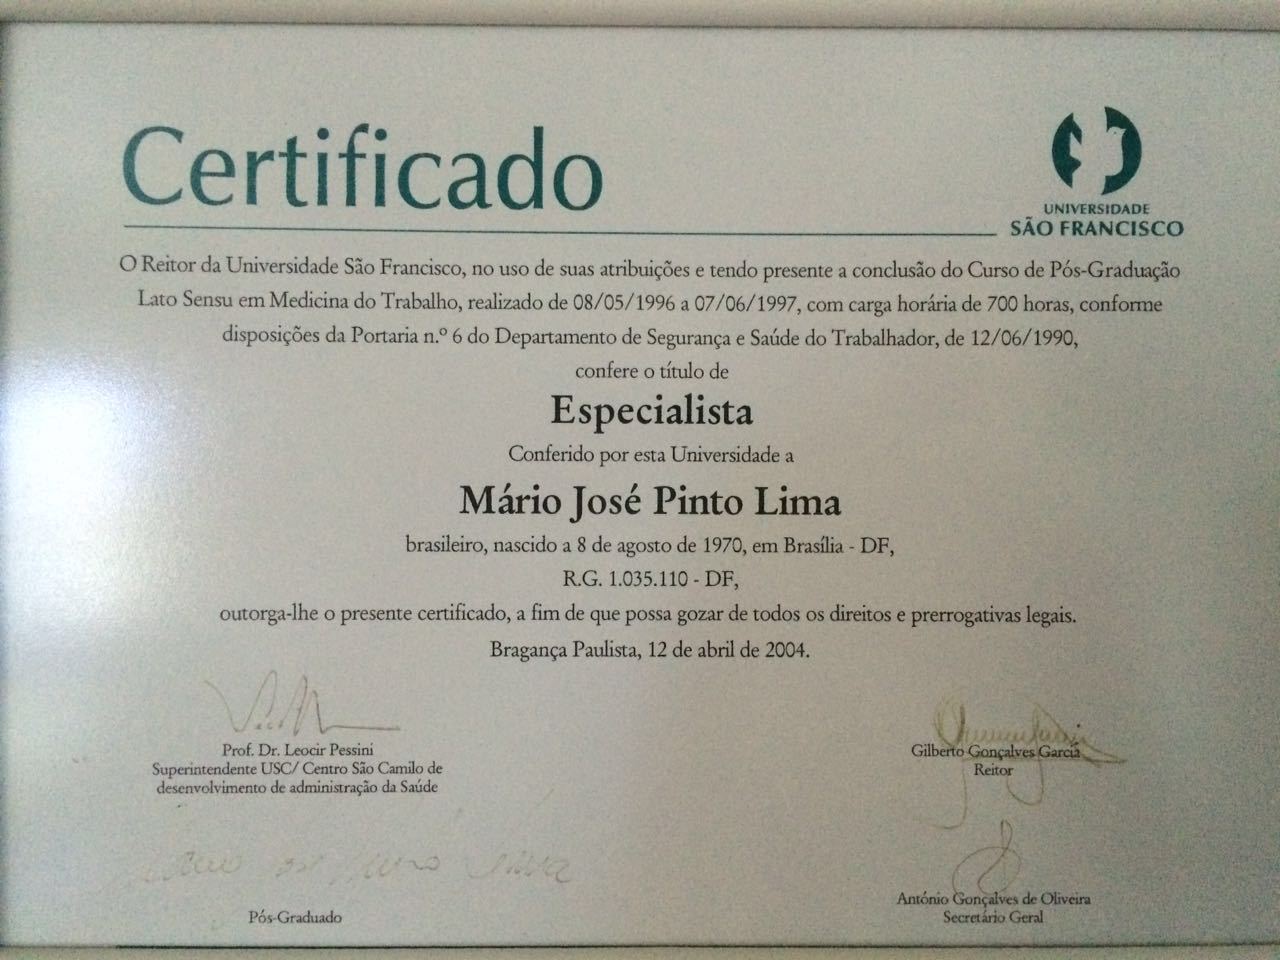 Certificado
UNIVERSIDADE
SÃO FRANCISCO
O Reitor da Universidade São Francisco, no uso de suas atribuições e tendo presente a conclusão do Curso de Pós-Graduação
Lato Sensu em Medicina do Trabalho, realizado de 08/05/1996 a 07/06/1997, com carga horária de 700 horas, conforme
disposições da Portaria n.º 6 do Departamento de Segurança e Saúde do Trabalhador, de 12/06/1990,
confere o título de
Especialista
Conferido por esta Universidade a
Mário José Pinto Lima
brasileiro, nascido a 8 de agosto de 1970, em Brasília - DF,
R.G. 1.035.110 - DF,
outorga-lhe o presente certificado, a fim de que possa gozar de todos os direitos e prerrogativas legais.
Bragança Paulista, 12 de abril de 2004.
Prof. Dr. Leocir Pessini
Superintendente USC/ Centro São Camilo de
desenvolvimento de administração da Saúde
Gilberto Gonçalves Garcia
Reitor
Pós-Graduado
António Gonçalves de Oliveira
Secretário Geral